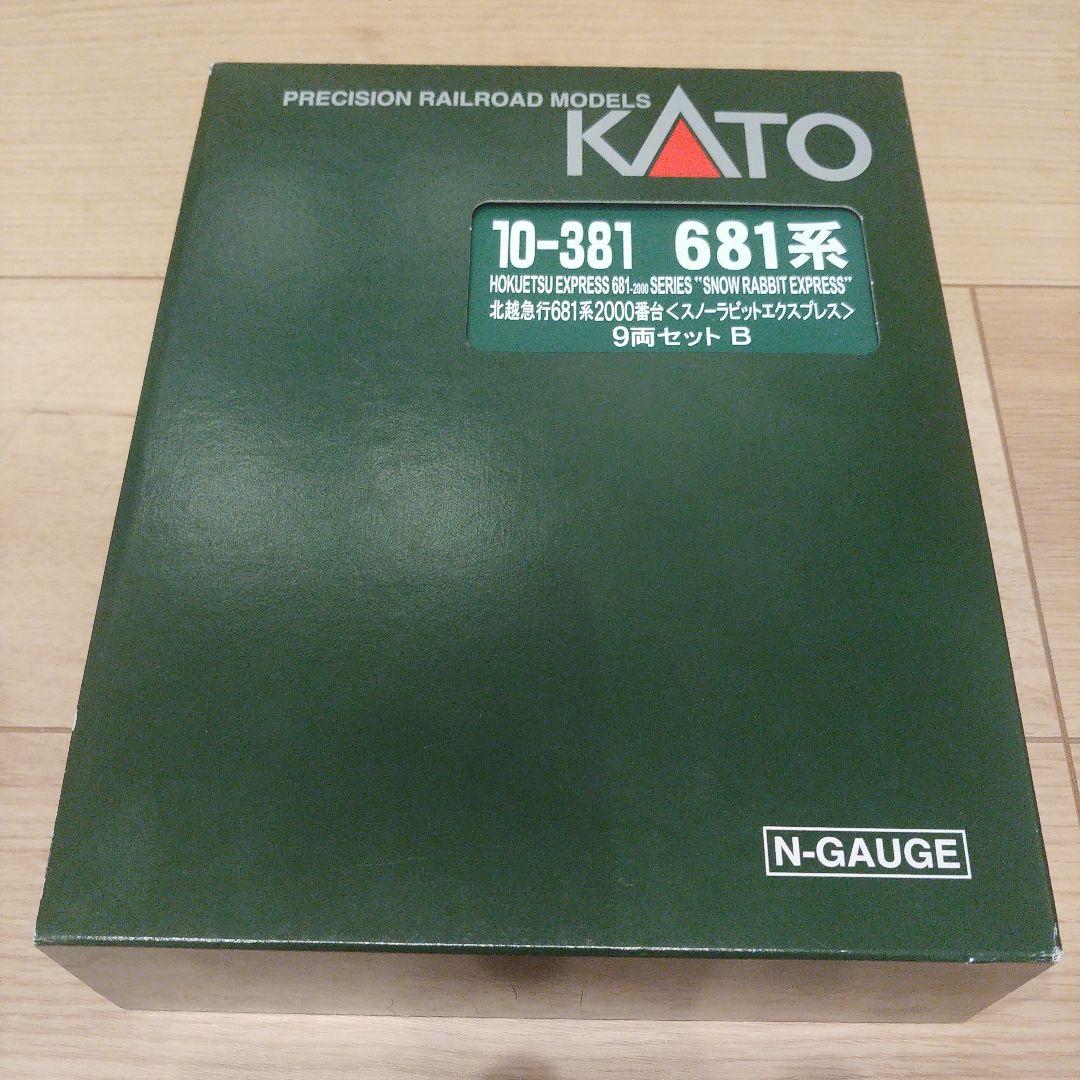 PRECISION RAILROAD MODELS
KATO
10-381 681系
HOKUETSU EXPRESS 681-2000 SERIES "SNOW RABBIT EXPRESS"
北越急行681系2000番台<スノーラビットエクスプレス>
9両セット B
N-GAUGE